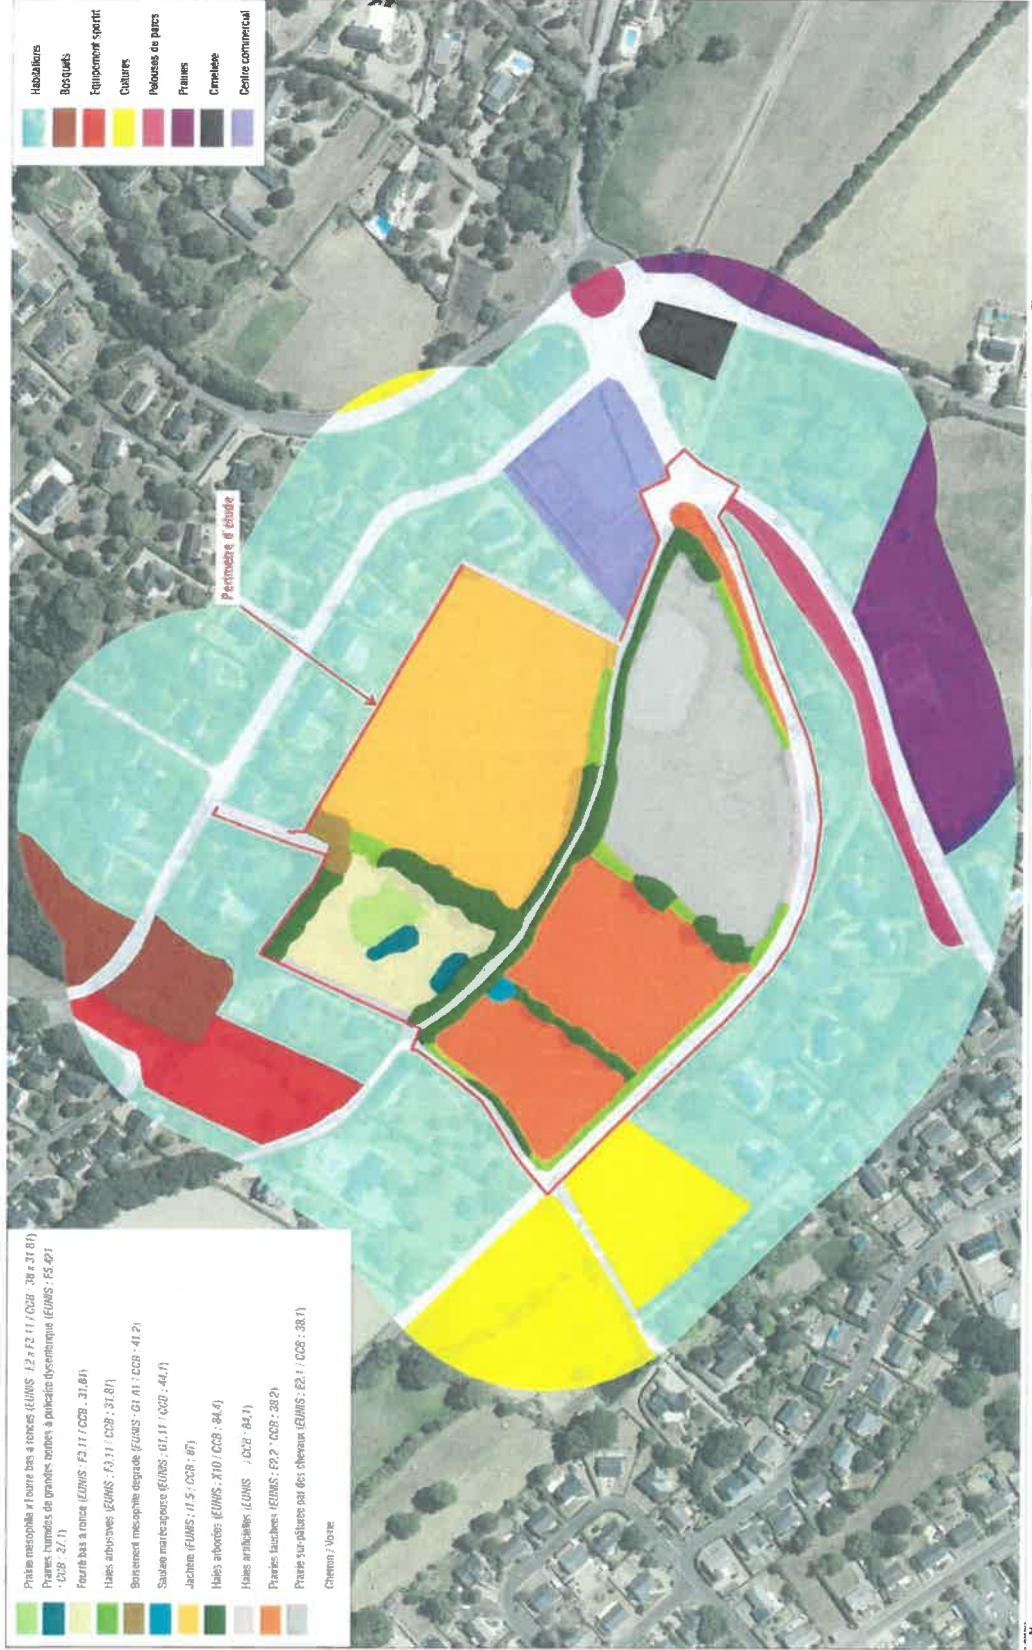 Prairie mésophile x Fourré bas à ronces (EUNIS : E2 x F3.11 / CCB : 38 x 31.81)
Prairies humides de grandes herbes à pulicaire dysentérique (EUNIS : F5.421
: CCB : 37.1)
Fourré bas à ronce (EUNIS : F3.11 / CCB : 31.81)
Haies arbustives (EUNIS : F3.11 / CCB : 31.81)
Boisement mésophile dégradé (EUNIS : G1.A1 / CCB : 41.2)
Saulaie marécageuse (EUNIS : G1.11 / CCB : 44.1)
Jachère (EUNIS : I1.5 / CCB : 87)
Haies arborées (EUNIS : X10 / CCB : 84.4)
Haies artificielles (EUNIS : / CCB : 84.1)
Prairies fauchées (EUNIS : E2.2 / CCB : 38.2)
Prairie sur-pâturée par des chevaux (EUNIS : E2.1 / CCB : 38.1)
Chemin / Voirie
Périmètre d'étude
Habitations
Bosquets
Equipement sportif
Cultures
Pelouses de parcs
Prairies
Cimetière
Centre commercial